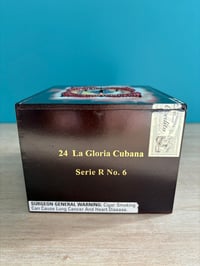 24 La Gloria Cubana
Serie R No. 6
SURGEON GENERAL WARNING: Cigar Smoking
Can Cause Lung Cancer And Heart Disease.